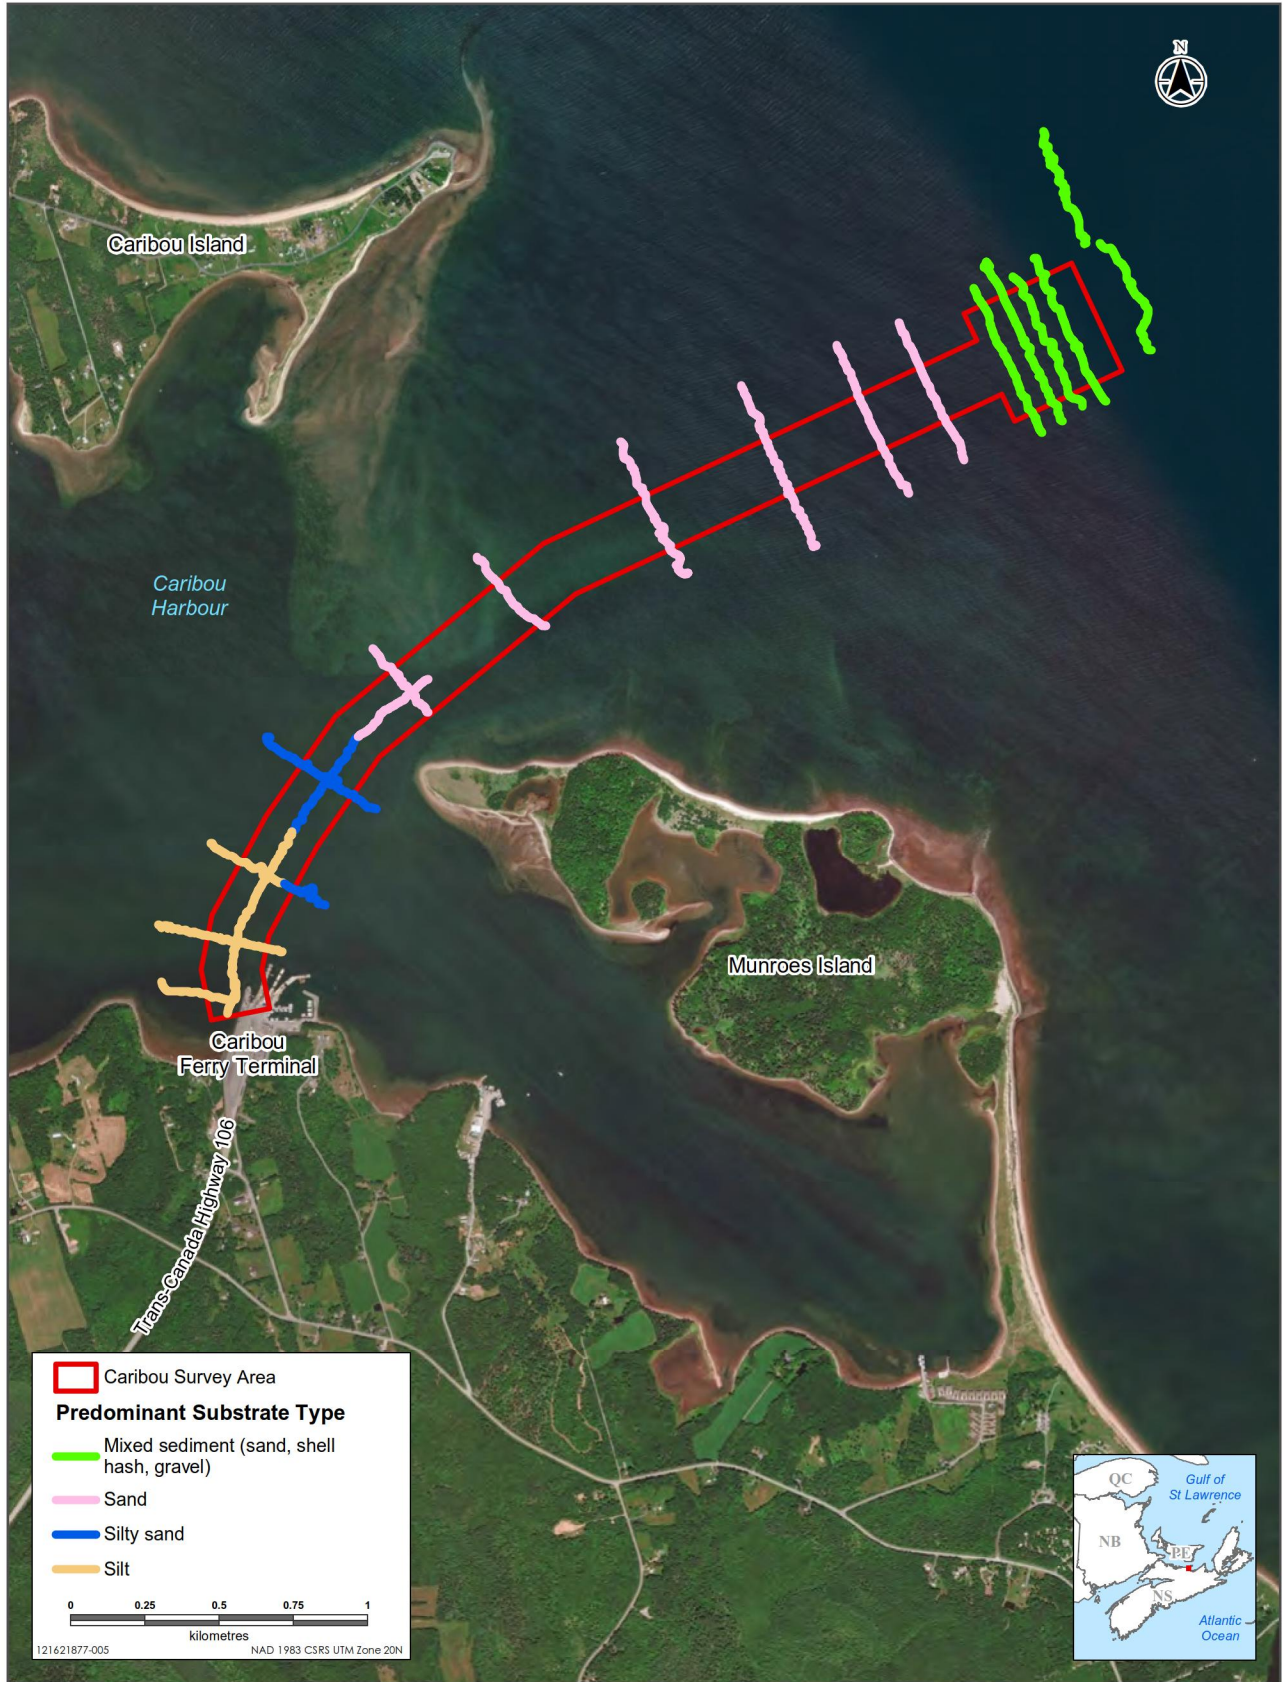 N
Caribou Island
Caribou
Harbour
Munroes Island
Caribou
Ferry Terminal
Trans-Canada Highway 106
Caribou Survey Area
Predominant Substrate Type
Mixed sediment (sand, shell
hash, gravel)
Sand
Silty sand
Silt
0 0.25 0.5 0.75 1
kilometres
121621877-005 NAD 1983 CSRS UTM Zone 20N
QC
Gulf of
St Lawrence
NB
PE
NS
Atlantic
Ocean